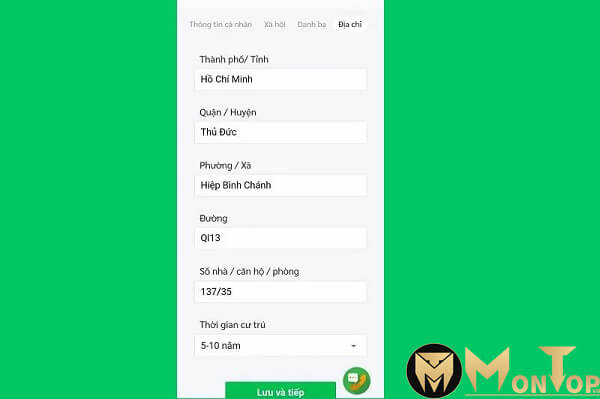 Thông tin cá nhân Xã hội Danh bạ Địa chỉ
Thành phố/ Tỉnh
Hồ Chí Minh
Quận / Huyện
Thủ Đức
Phường / Xã
Hiệp Bình Chánh
Đường
Ql13
Số nhà / căn hộ / phòng
137/35
Thời gian cư trú
5-10 năm
Lưu và tiếp
MONTOP